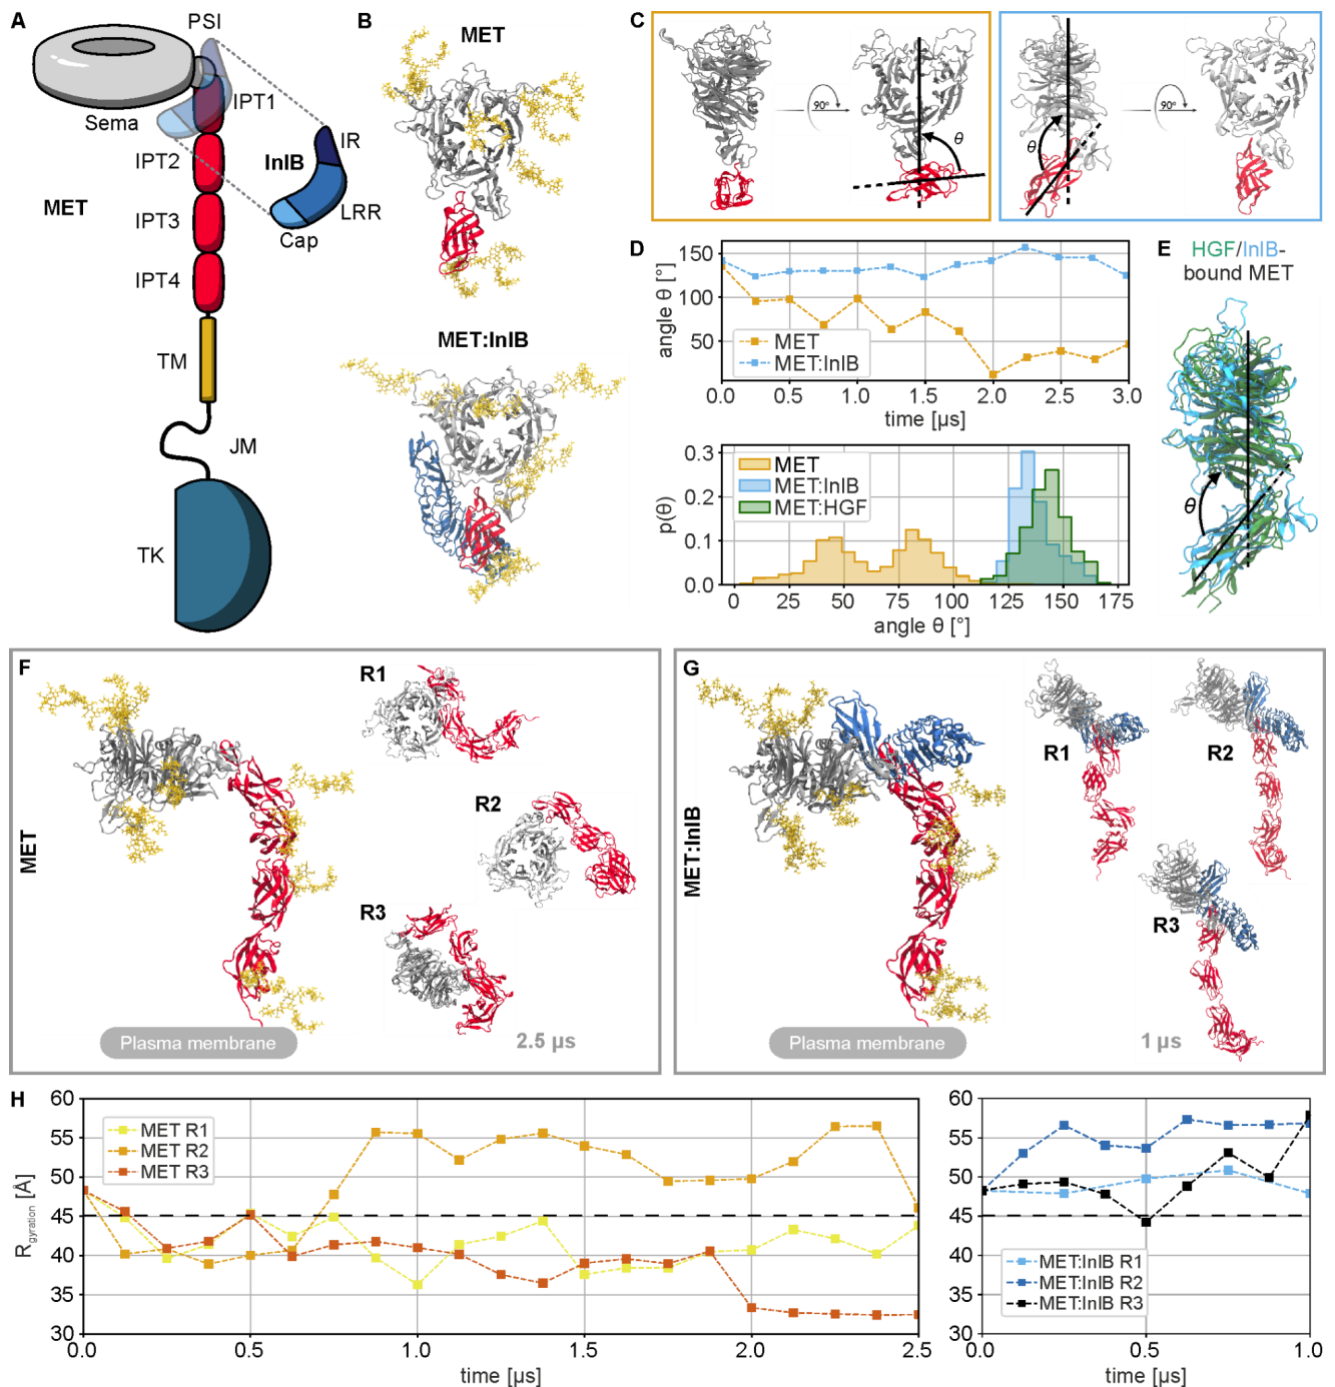 A
PSI
IPT1
Sema
IPT2
IR
InlB
MET
IPT3
LRR
Cap
IPT4
TM
JM
TK
B
MET
MET:InlB
C
90°
θ
θ
90°
D
angle θ [°]
150
100
50
MET
MET:InlB
0.0 0.5 1.0 1.5 2.0 2.5 3.0
time [µs]
p(θ)
0.3
0.2
0.1
0.0
MET
MET:InlB
MET:HGF
0 25 50 75 100 125 150 175
angle θ [°]
E
HGF/InlB-
bound MET
θ
F
MET
R1
R2
R3
Plasma membrane
2.5 µs
G
MET:InlB
R1
R2
R3
Plasma membrane
1 µs
H
Rgyration [Å]
60
55
50
45
40
35
30
MET R1
MET R2
MET R3
0.0 0.5 1.0 1.5 2.0 2.5
time [µs]
60
55
50
45
40
35
30
MET:InlB R1
MET:InlB R2
MET:InlB R3
0.0 0.5 1.0
time [µs]